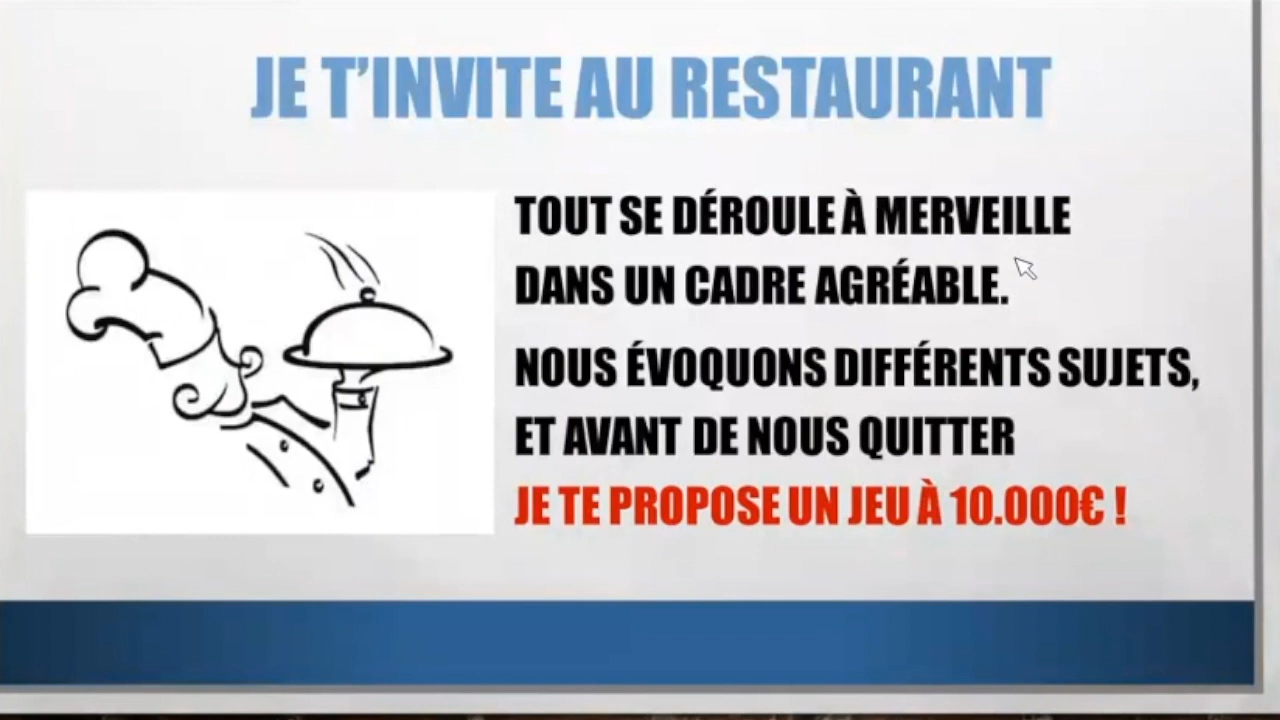 JE T'INVITE AU RESTAURANT
TOUT SE DÉROULE À MERVEILLE
DANS UN CADRE AGRÉABLE.
NOUS ÉVOQUONS DIFFÉRENTS SUJETS,
ET AVANT DE NOUS QUITTER
JE TE PROPOSE UN JEU À 10.000€ !